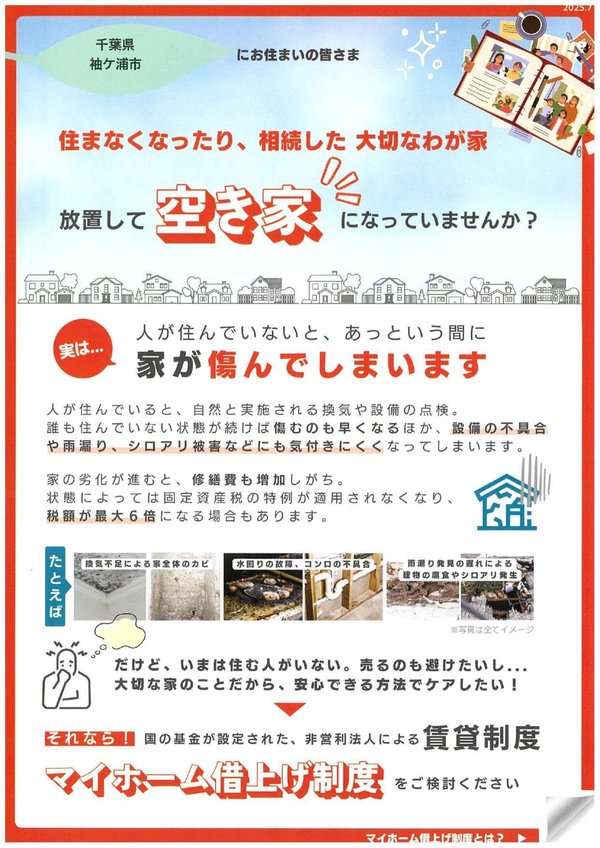 2025.7
千葉県
袖ケ浦市
にお住まいの皆さま
住まなくなったり、相続した 大切なわが家
放置して 空き家 になっていませんか？
実は...
人が住んでいないと、あっという間に
家が傷んでしまいます
人が住んでいると、自然と実施される換気や設備の点検。
誰も住んでいない状態が続けば傷むのも早くなるほか、設備の不具合
や雨漏り、シロアリ被害などにも気付きにくくなってしまいます。
家の劣化が進むと、修繕費も増加しがち。
状態によっては固定資産税の特例が適用されなくなり、
税額が最大６倍になる場合もあります。
たとえば
換気不足による家全体のカビ
水回りの故障、コンロの不具合
雨漏り発見の遅れによる
建物の腐食やシロアリ発生
※写真は全てイメージ
だけど、いまは住む人がいない。売るのも避けたいし...
大切な家のことだから、安心できる方法でケアしたい！
それなら！ 国の基金が設定された、非営利法人による賃貸制度
マイホーム借上げ制度 をご検討ください
マイホーム借上げ制度とは？ ▶